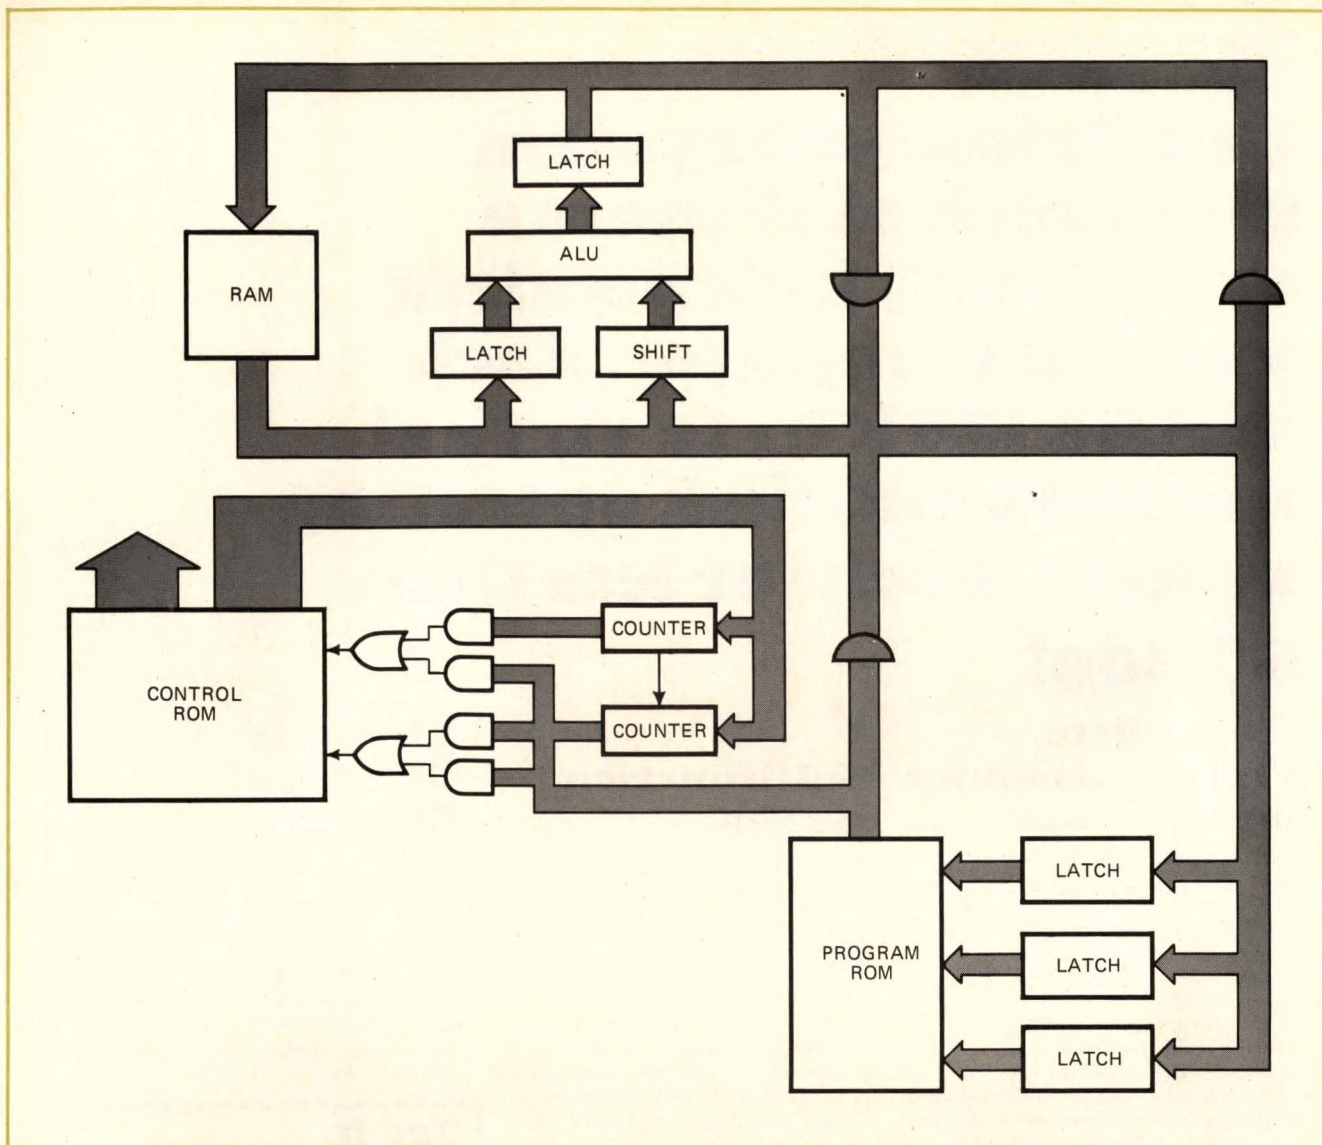 LATCH
ALU
RAM
LATCH
SHIFT
COUNTER
CONTROL
ROM
COUNTER
LATCH
PROGRAM
ROM
LATCH
LATCH